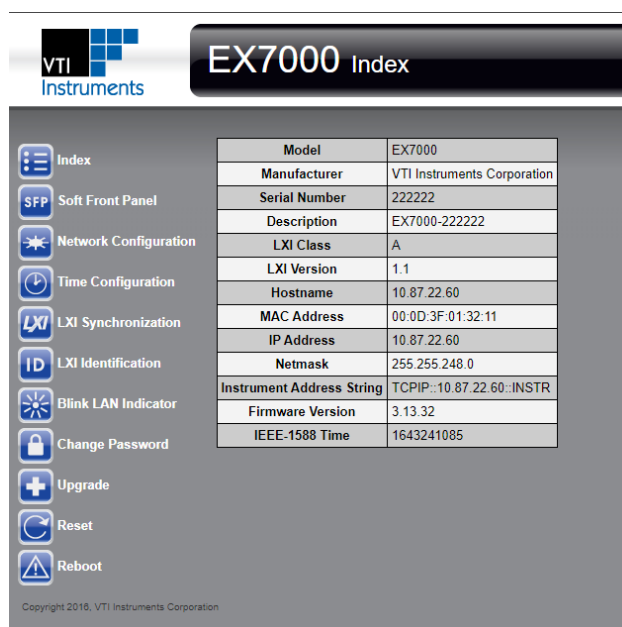 VTI
Instruments
EX7000 Index
Index
SFP Soft Front Panel
Network Configuration
Time Configuration
LXI LXI Synchronization
ID LXI Identification
Blink LAN Indicator
Change Password
Upgrade
Reset
Reboot
Model EX7000
Manufacturer VTI Instruments Corporation
Serial Number 222222
Description EX7000-222222
LXI Class A
LXI Version 1.1
Hostname 10.87.22.60
MAC Address 00:0D:3F:01:32:11
IP Address 10.87.22.60
Netmask 255.255.248.0
Instrument Address String TCPIP::10.87.22.60::INSTR
Firmware Version 3.13.32
IEEE-1588 Time 1643241085
Copyright 2016, VTI Instruments Corporation